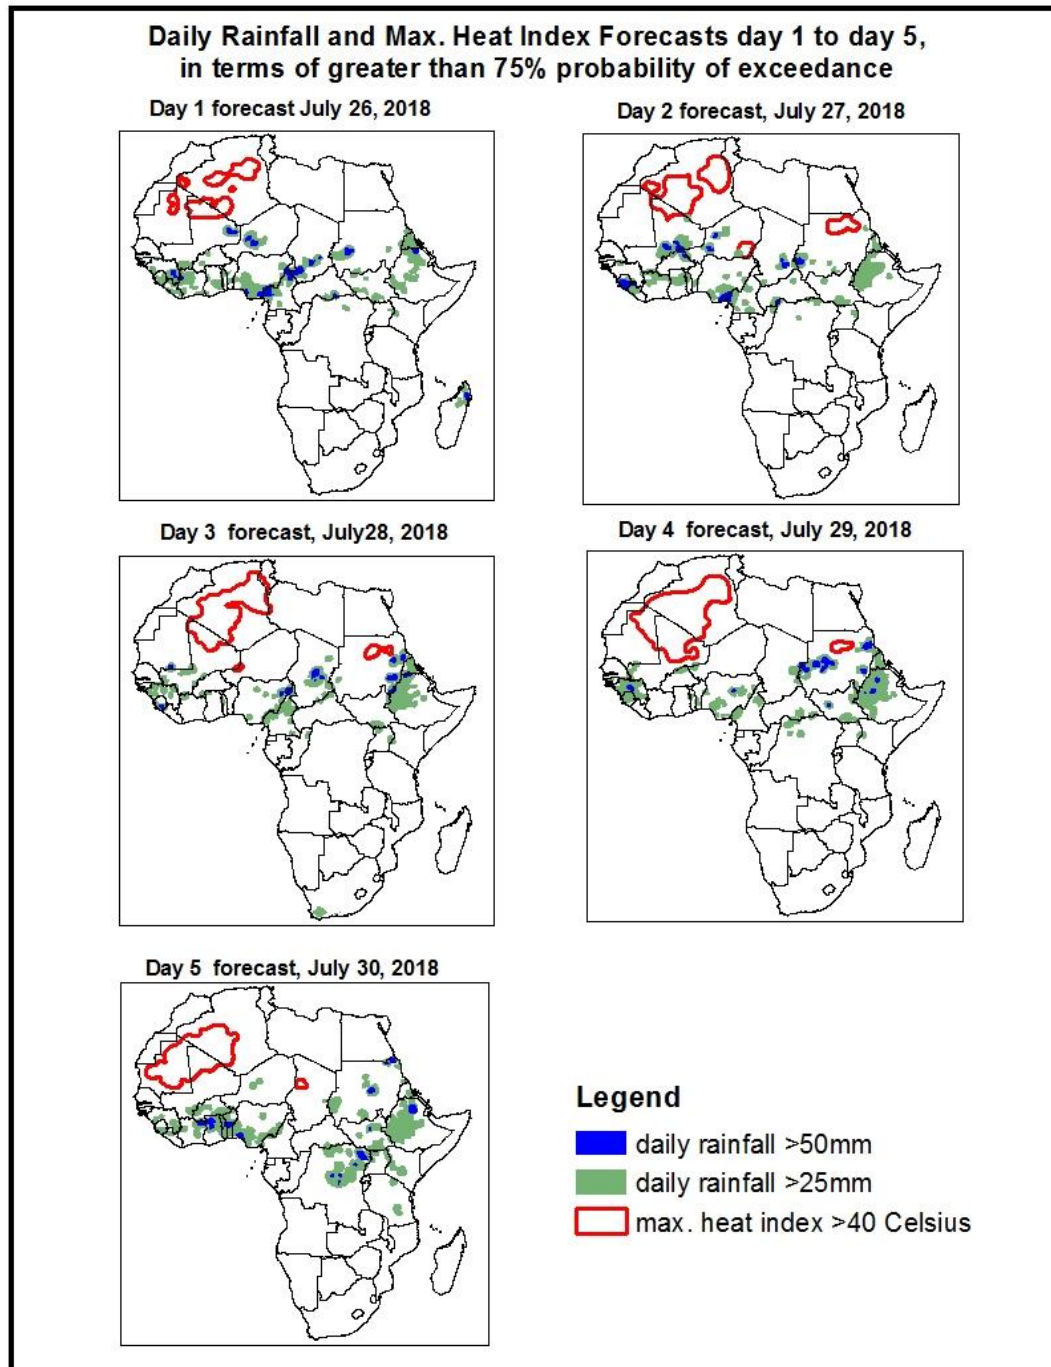 Daily Rainfall and Max. Heat Index Forecasts day 1 to day 5,
in terms of greater than 75% probability of exceedance
Day 1 forecast July 26, 2018
Day 2 forecast, July 27, 2018
Day 3 forecast, July28, 2018
Day 4 forecast, July 29, 2018
Day 5 forecast, July 30, 2018
Legend
daily rainfall >50mm
daily rainfall >25mm
max. heat index >40 Celsius